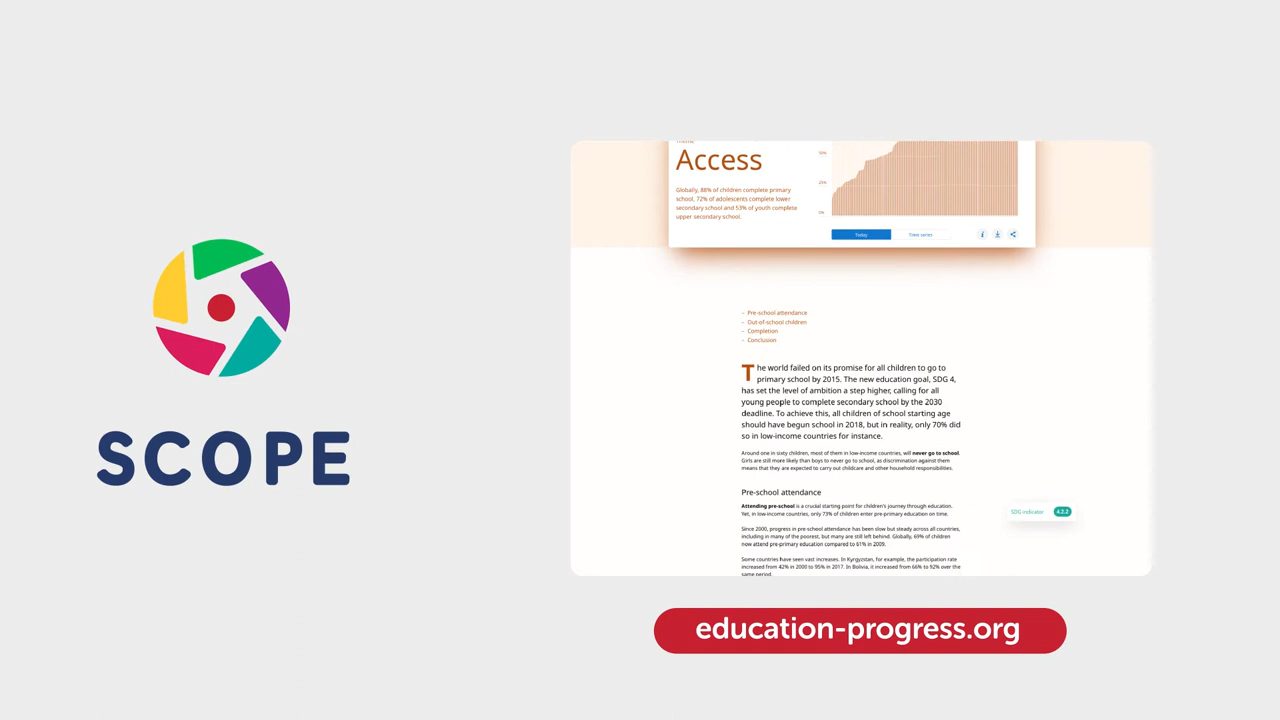 SCOPE
Access
Globally, 88% of children complete primary
school, 72% of adolescents complete lower
secondary school and 53% of youth complete
upper secondary school.
50%
25%
0%
Today
Time series
– Pre-school attendance
– Out-of-school children
– Completion
– Conclusion
The world failed on its promise for all children to go to
primary school by 2015. The new education goal, SDG 4,
has set the level of ambition a step higher, calling for all
young people to complete secondary school by the 2030
deadline. To achieve this, all children of school starting age
should have begun school in 2018, but in reality, only 70% did
so in low-income countries for instance.
Around one in sixty children, most of them in low-income countries, will never go to school.
Girls are still more likely than boys to never go to school, as discrimination against them
means that they are expected to carry out childcare and other household responsibilities.
Pre-school attendance
Attending pre-school is a crucial starting point for children's journey through education.
Yet, in low-income countries, only 73% of children enter pre-primary education on time.
SDG indicator 4.2.2
Since 2000, progress in pre-school attendance has been slow but steady across all countries,
including in many of the poorest, but many are still left behind. Globally, 69% of children
now attend pre-primary education compared to 61% in 2009.
Some countries have seen vast increases. In Kyrgyzstan, for example, the participation rate
increased from 42% in 2000 to 95% in 2017. In Bolivia, it increased from 66% to 92% over the
same period.
education-progress.org